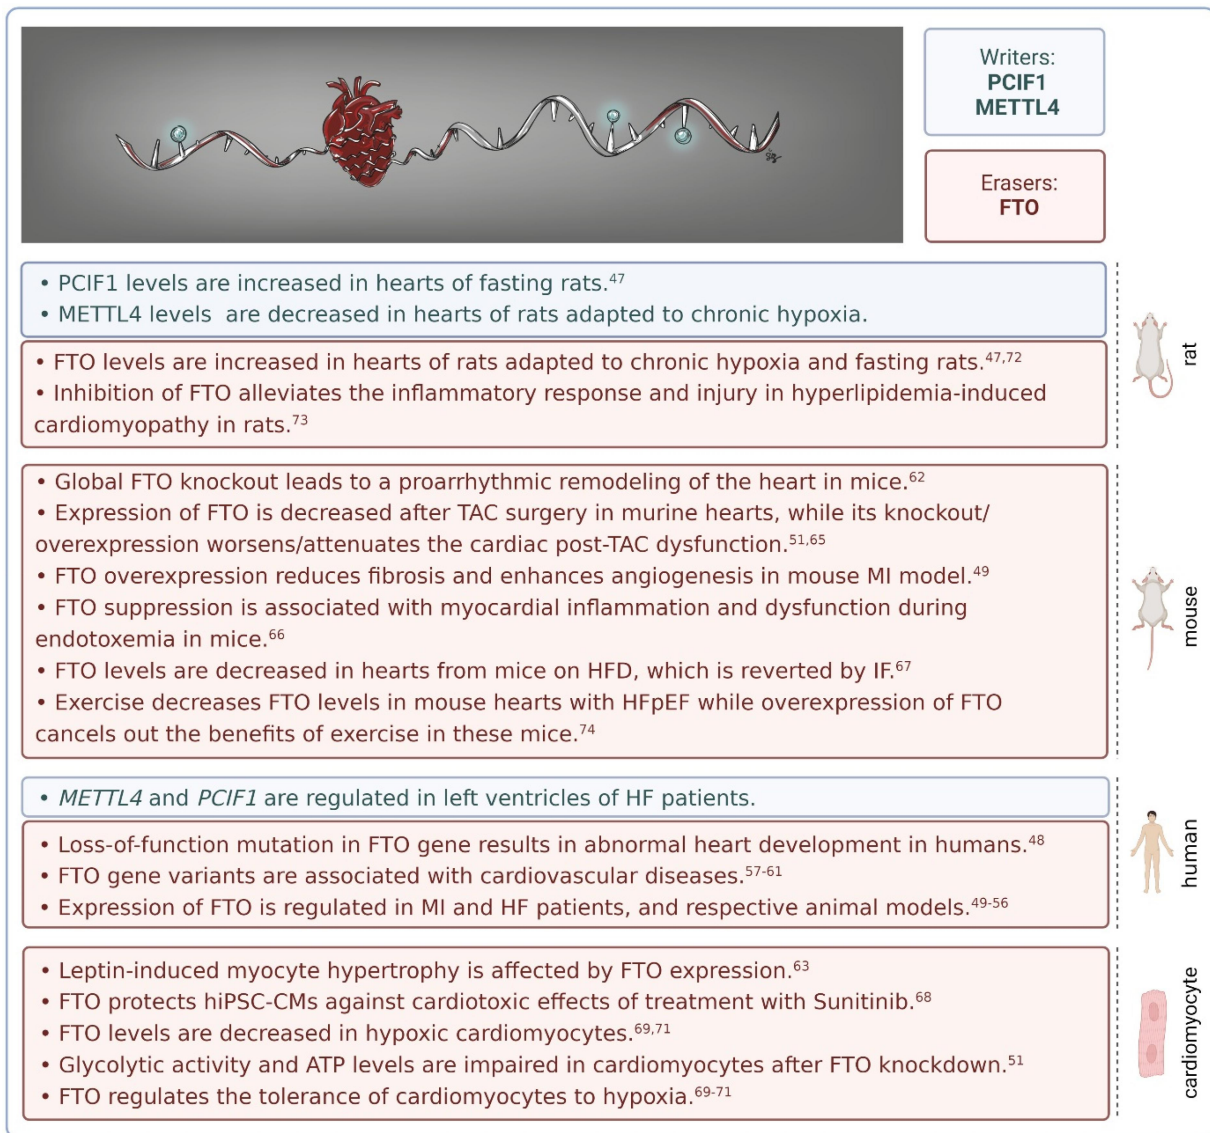 Writers:
PCIF1
METTL4
Erasers:
FTO
• PCIF1 levels are increased in hearts of fasting rats.47
• METTL4 levels  are decreased in hearts of rats adapted to chronic hypoxia.
• FTO levels are increased in hearts of rats adapted to chronic hypoxia and fasting rats.47,72
• Inhibition of FTO alleviates the inflammatory response and injury in hyperlipidemia-induced
cardiomyopathy in rats.73
rat
• Global FTO knockout leads to a proarrhythmic remodeling of the heart in mice.62
• Expression of FTO is decreased after TAC surgery in murine hearts, while its knockout/
overexpression worsens/attenuates the cardiac post-TAC dysfunction.51,65
• FTO overexpression reduces fibrosis and enhances angiogenesis in mouse MI model.49
• FTO suppression is associated with myocardial inflammation and dysfunction during
endotoxemia in mice.66
• FTO levels are decreased in hearts from mice on HFD, which is reverted by IF.67
• Exercise decreases FTO levels in mouse hearts with HFpEF while overexpression of FTO
cancels out the benefits of exercise in these mice.74
mouse
• METTL4 and PCIF1 are regulated in left ventricles of HF patients.
• Loss-of-function mutation in FTO gene results in abnormal heart development in humans.48
• FTO gene variants are associated with cardiovascular diseases.57-61
• Expression of FTO is regulated in MI and HF patients, and respective animal models.49-56
human
• Leptin-induced myocyte hypertrophy is affected by FTO expression.63
• FTO protects hiPSC-CMs against cardiotoxic effects of treatment with Sunitinib.68
• FTO levels are decreased in hypoxic cardiomyocytes.69,71
• Glycolytic activity and ATP levels are impaired in cardiomyocytes after FTO knockdown.51
• FTO regulates the tolerance of cardiomyocytes to hypoxia.69-71
cardiomyocyte